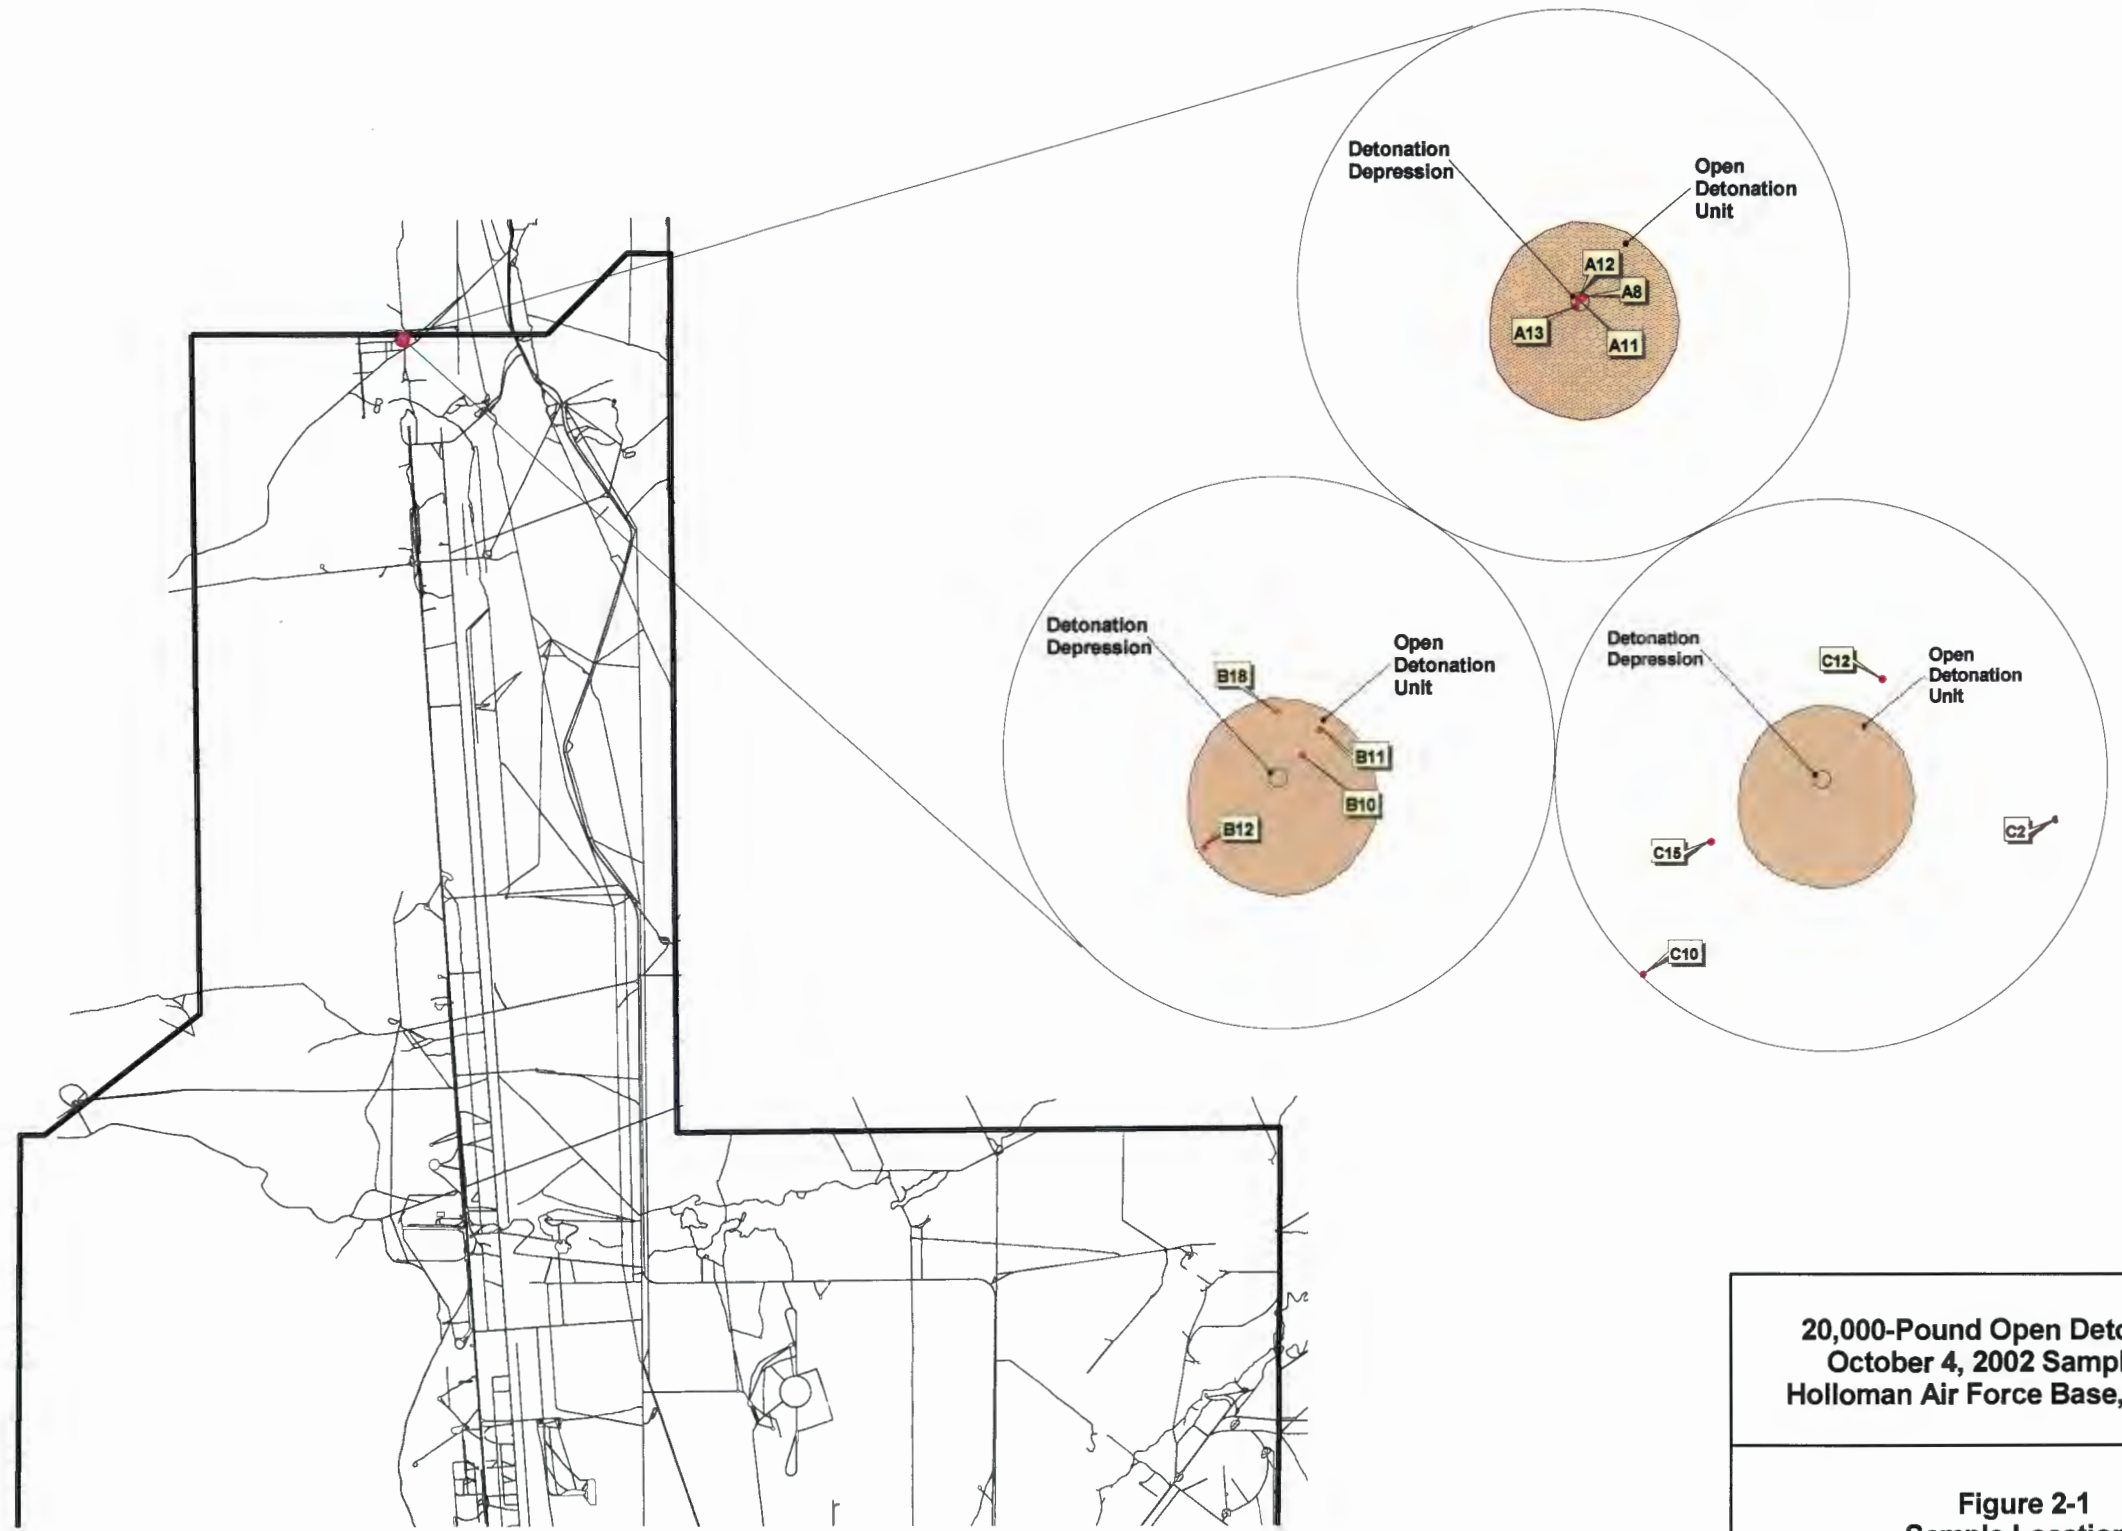 Detonation
Depression
Open
Detonation
Unit
A12
A8
A13
A11
Detonation
Depression
Open
Detonation
Unit
B18
B11
B10
B12
Detonation
Depression
Open
Detonation
Unit
C12
C2
C15
C10
20,000-Pound Open
October 4, 2002
Holloman Air Force Base,
Figure 2-1
Sample